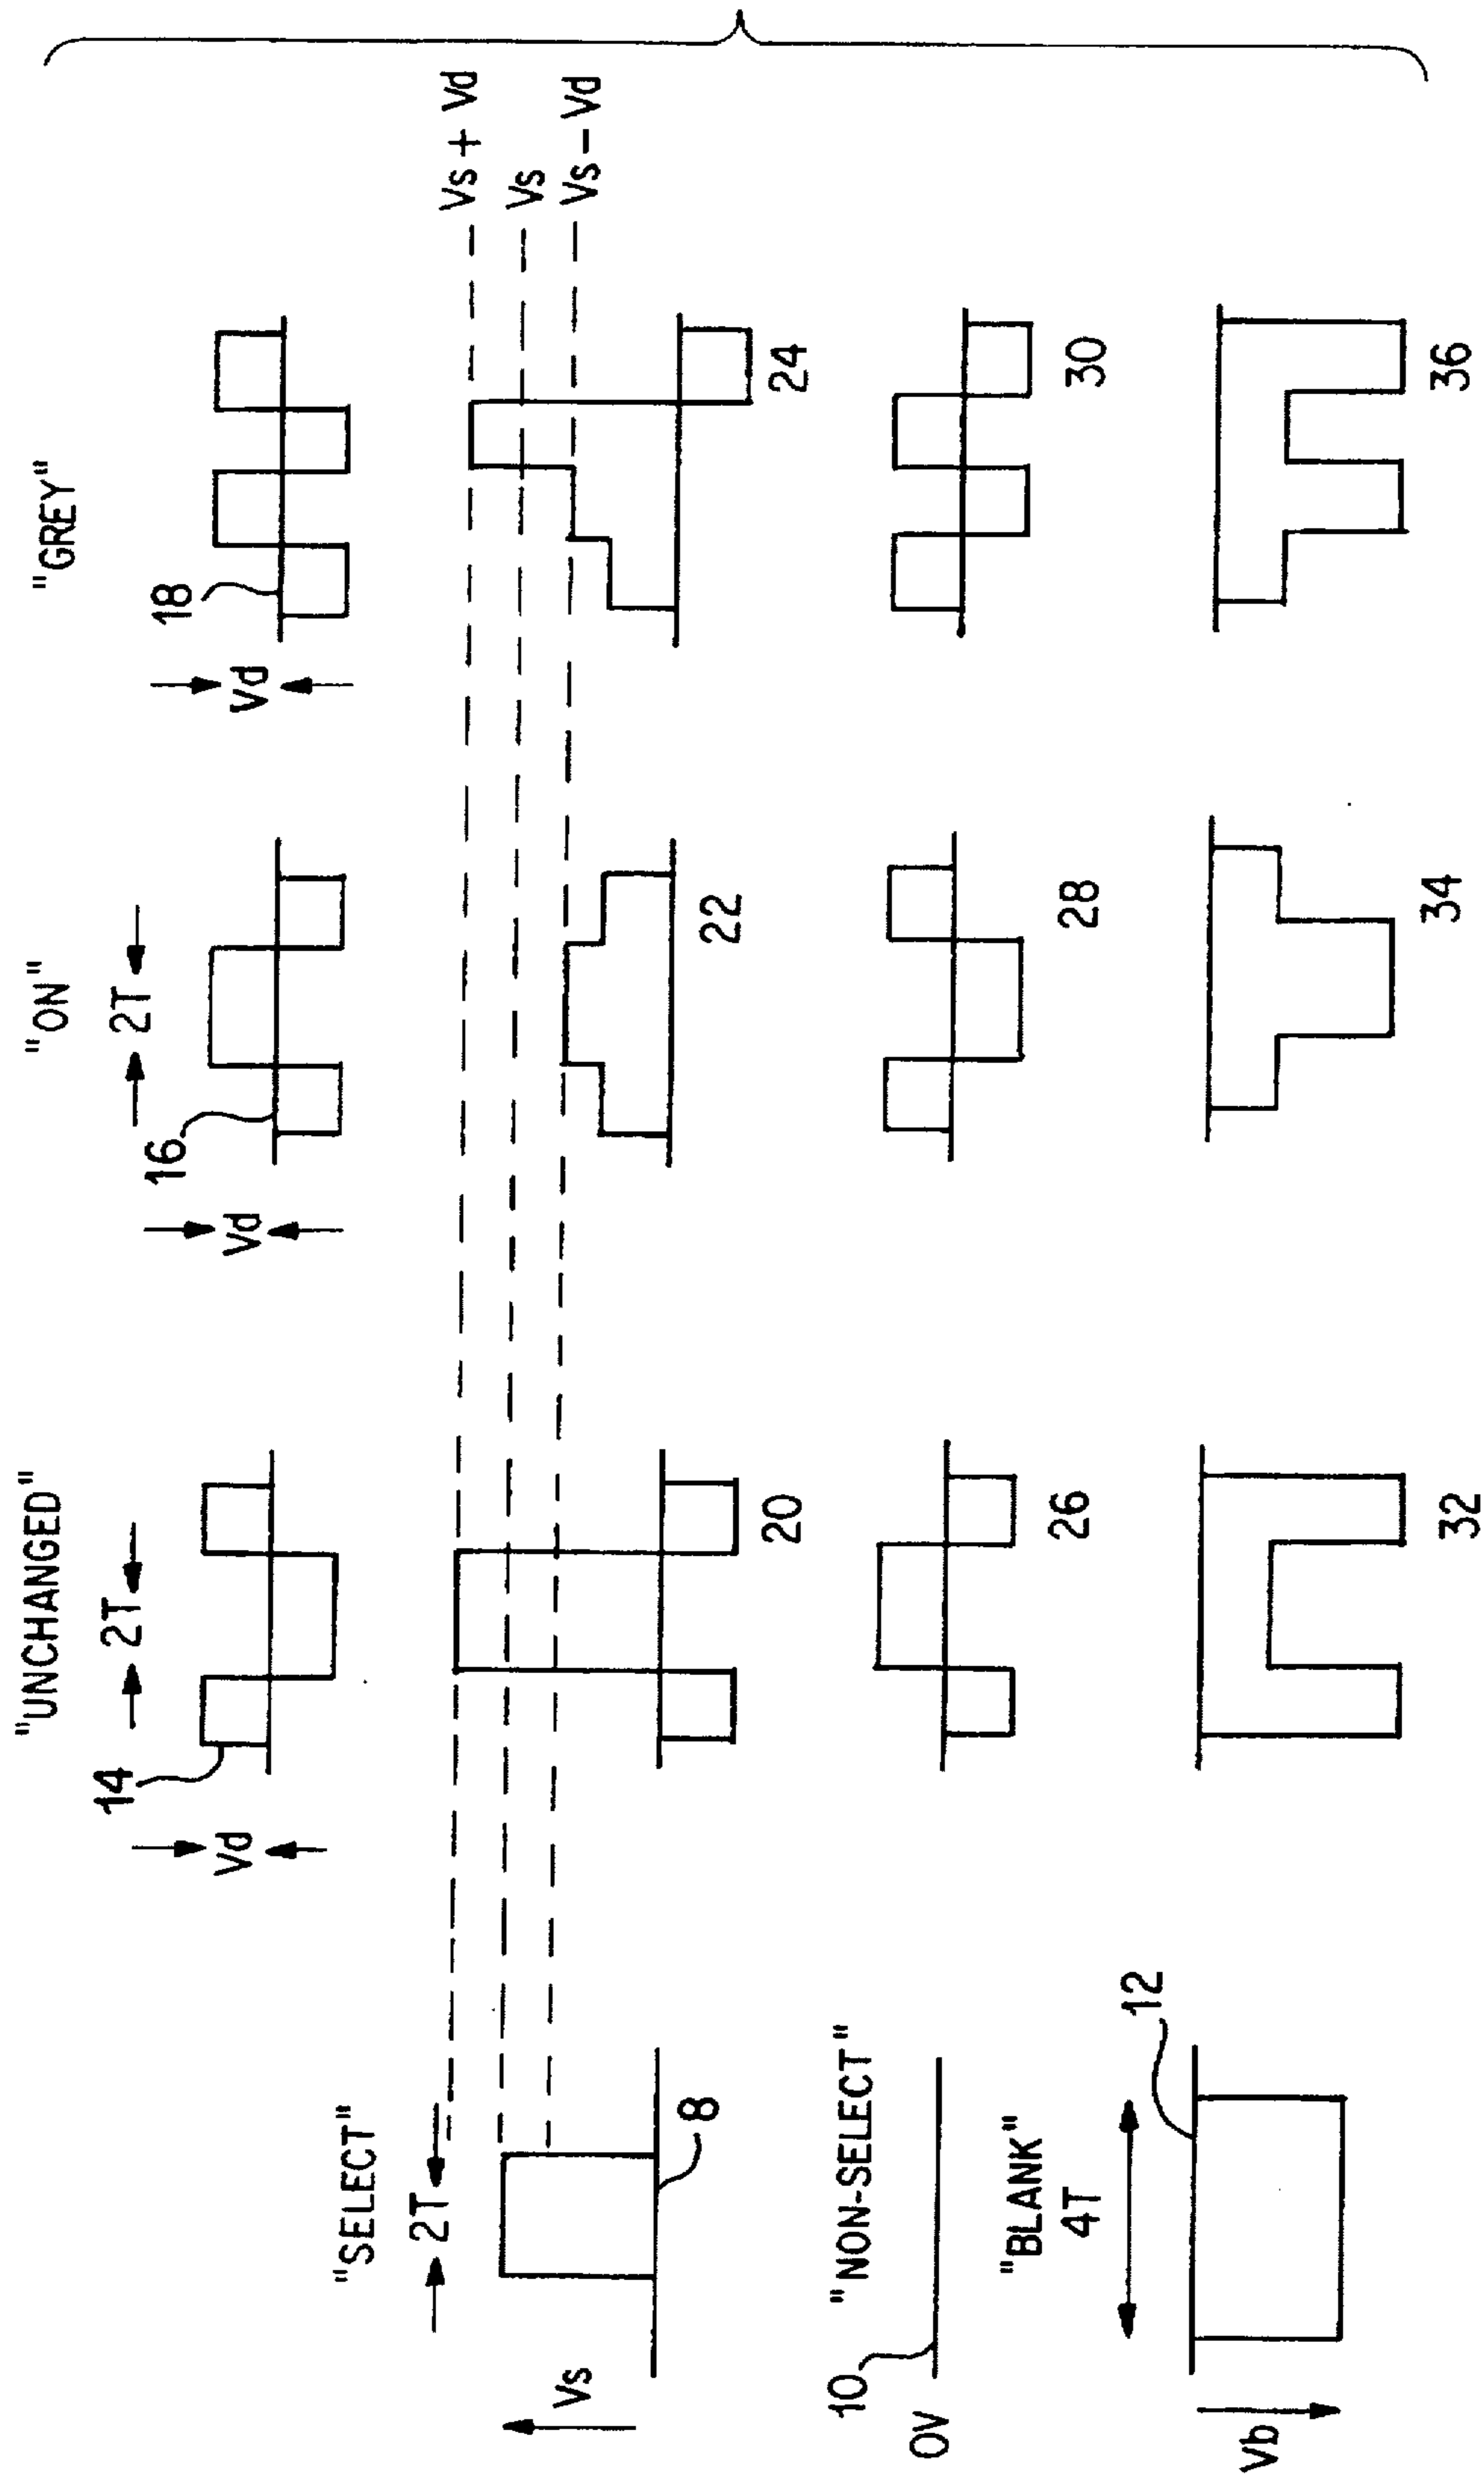 "UNCHANGED"
"ON"
"GREY"
2T
2T
14
16
18
Vd
Vd
Vd
"SELECT"
2T
Vs
8
Vs + Vd
Vs
Vs - Vd
20
22
24
"NON-SELECT"
10
0V
26
28
30
"BLANK"
4T
12
Vb
32
34
36